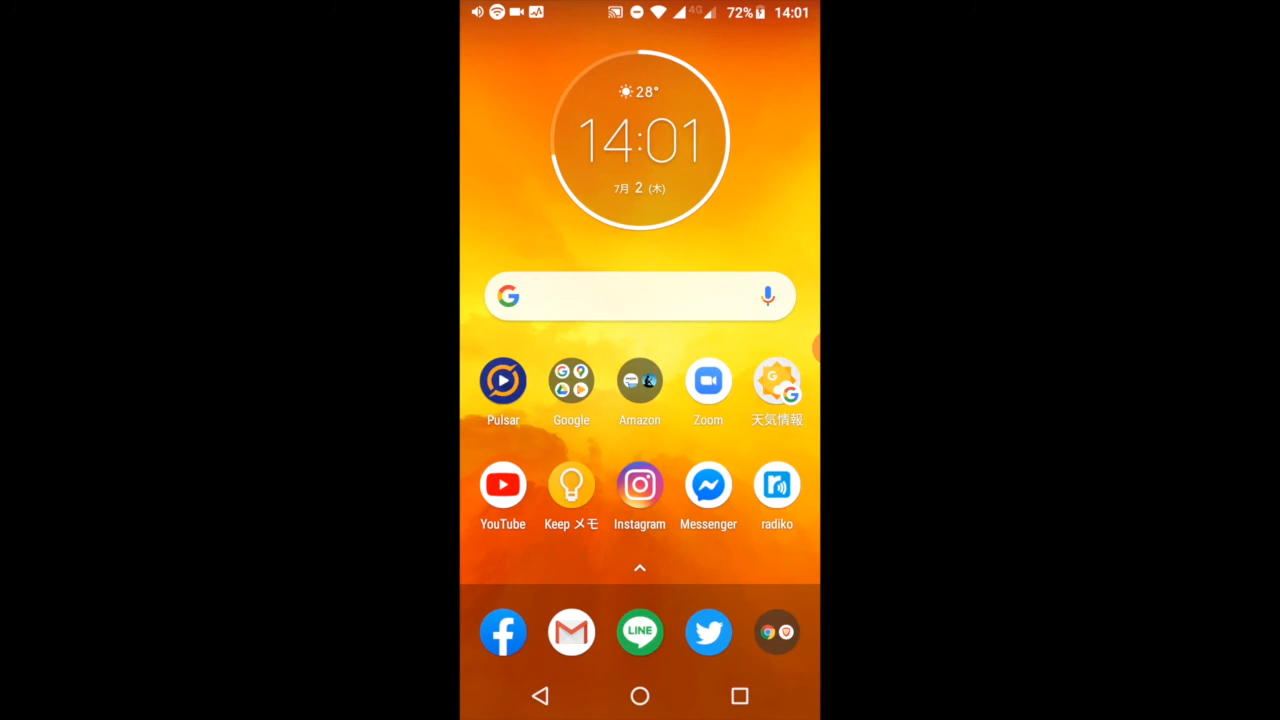 4G 72% 14:01
28°
14:01
7月 2 (木)
Pulsar Google Amazon Zoom 天気情報
YouTube Keep メモ Instagram Messenger radiko
LINE